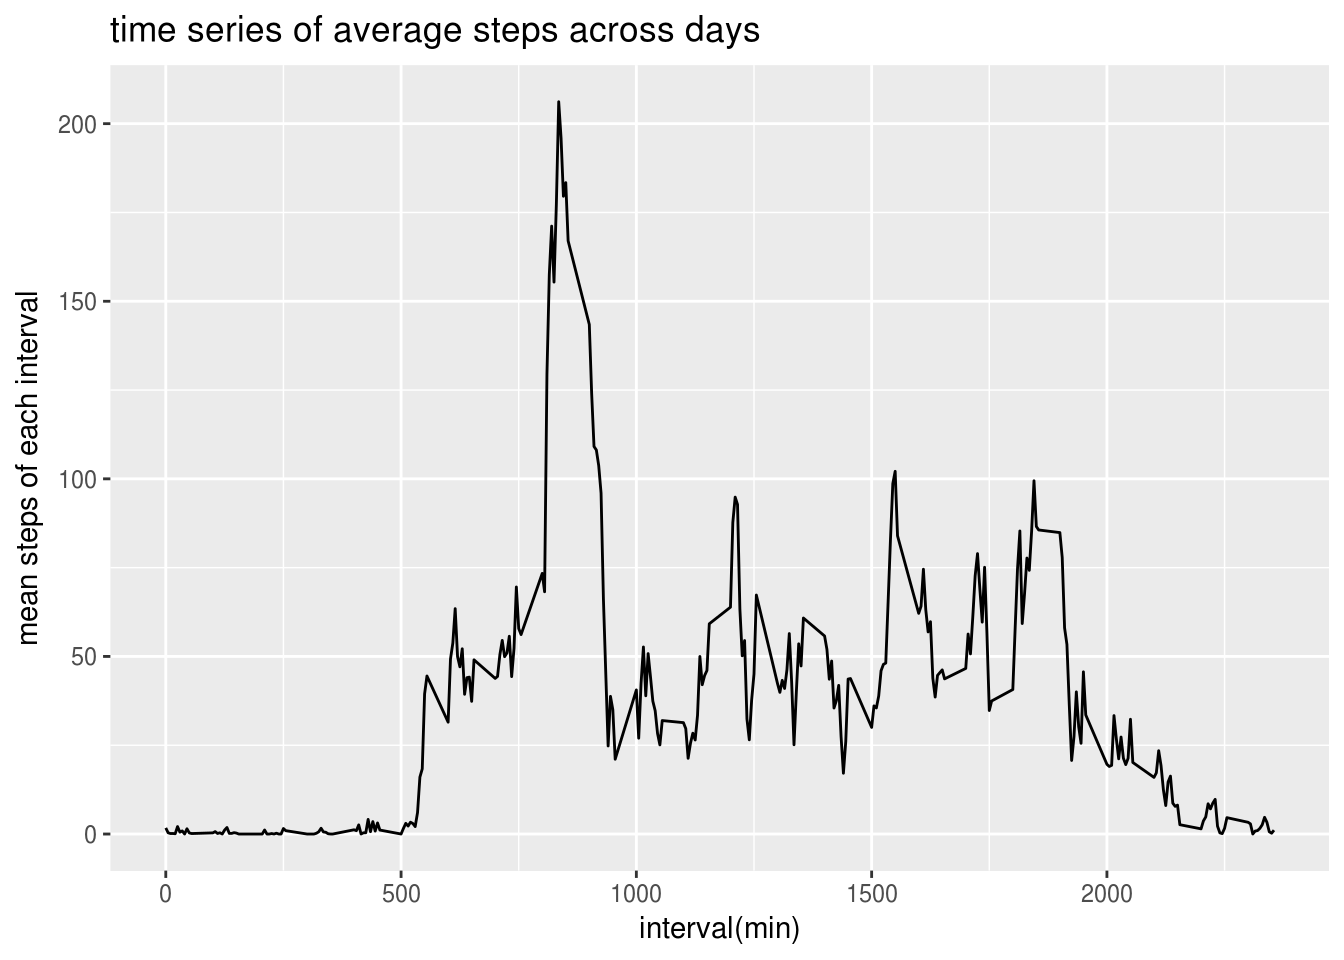 time series of average steps across days
mean steps of each interval
200
150
100
50
0
0 500 1000 1500 2000
interval(min)